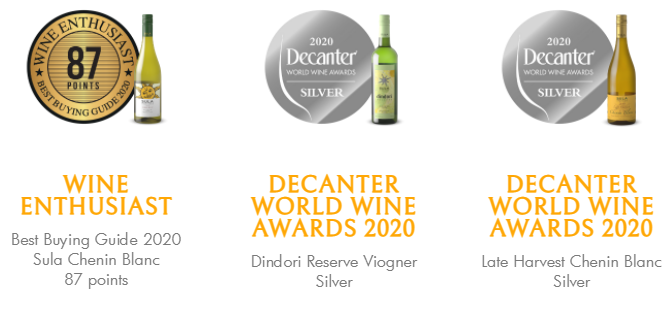 WINE ENTHUSIAST
87
POINTS
BEST BUYING GUIDE 2020
2020
Decanter
WORLD WINE AWARDS
SILVER
dindori
2020
Decanter
WORLD WINE AWARDS
SILVER
WINE
ENTHUSIAST
Best Buying Guide 2020
Sula Chenin Blanc
87 points
DECANTER
WORLD WINE
AWARDS 2020
Dindori Reserve Viogner
Silver
DECANTER
WORLD WINE
AWARDS 2020
Late Harvest Chenin Blanc
Silver